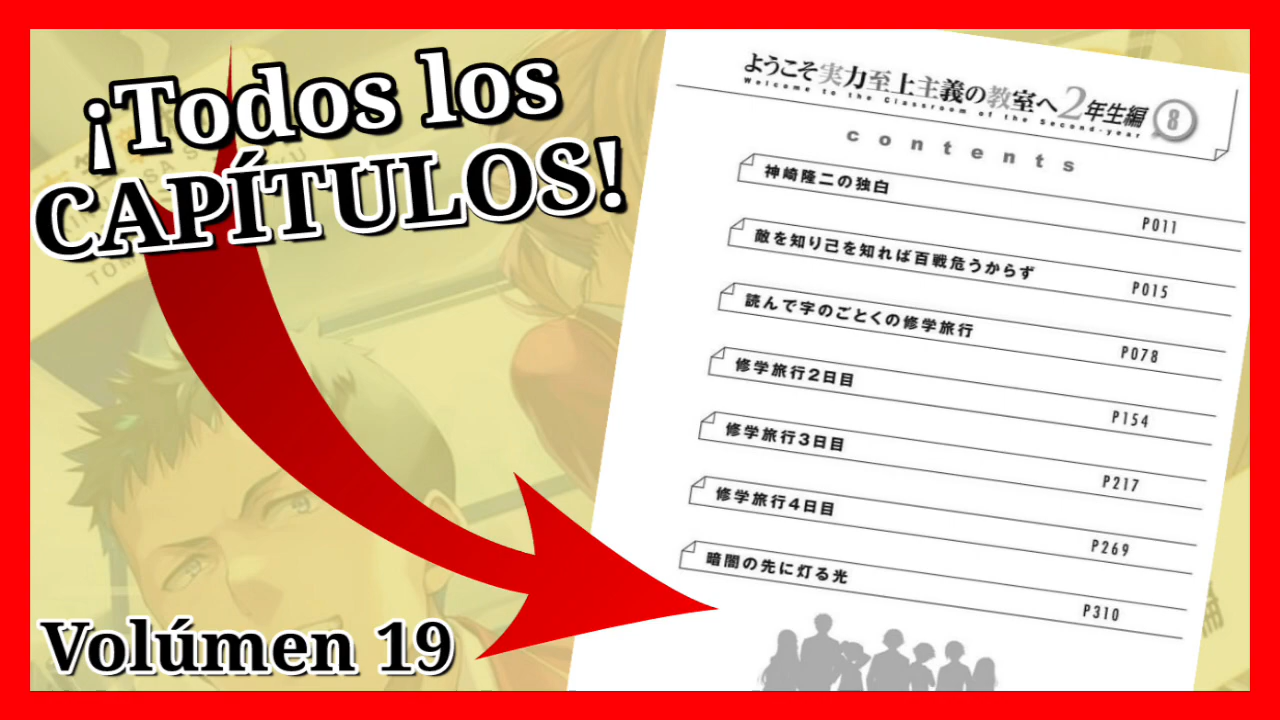 ¡Todos los
CAPÍTULOS!
Volúmen 19
ようこそ実力至上主義の教室へ 2年生編 8
Welcome to the Classroom of the Second-year
contents
神崎隆二の独白 P011
敵を知り己を知れば百戦危うからず P015
読んで字のごとくの修学旅行 P078
修学旅行2日目 P154
修学旅行3日目 P217
修学旅行4日目 P269
暗闇の先に灯る光 P310